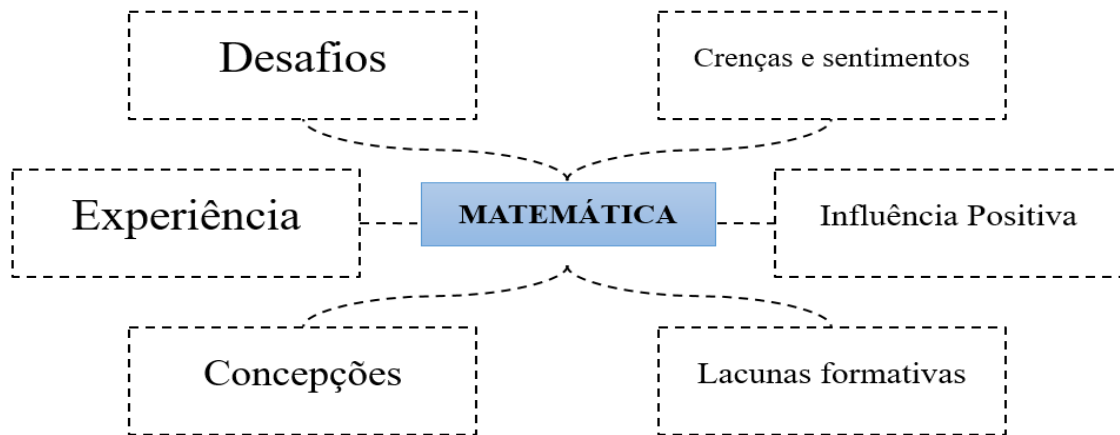 Desafios
Crenças e sentimentos
Experiência
MATEMÁTICA
Influência Positiva
Concepções
Lacunas formativas